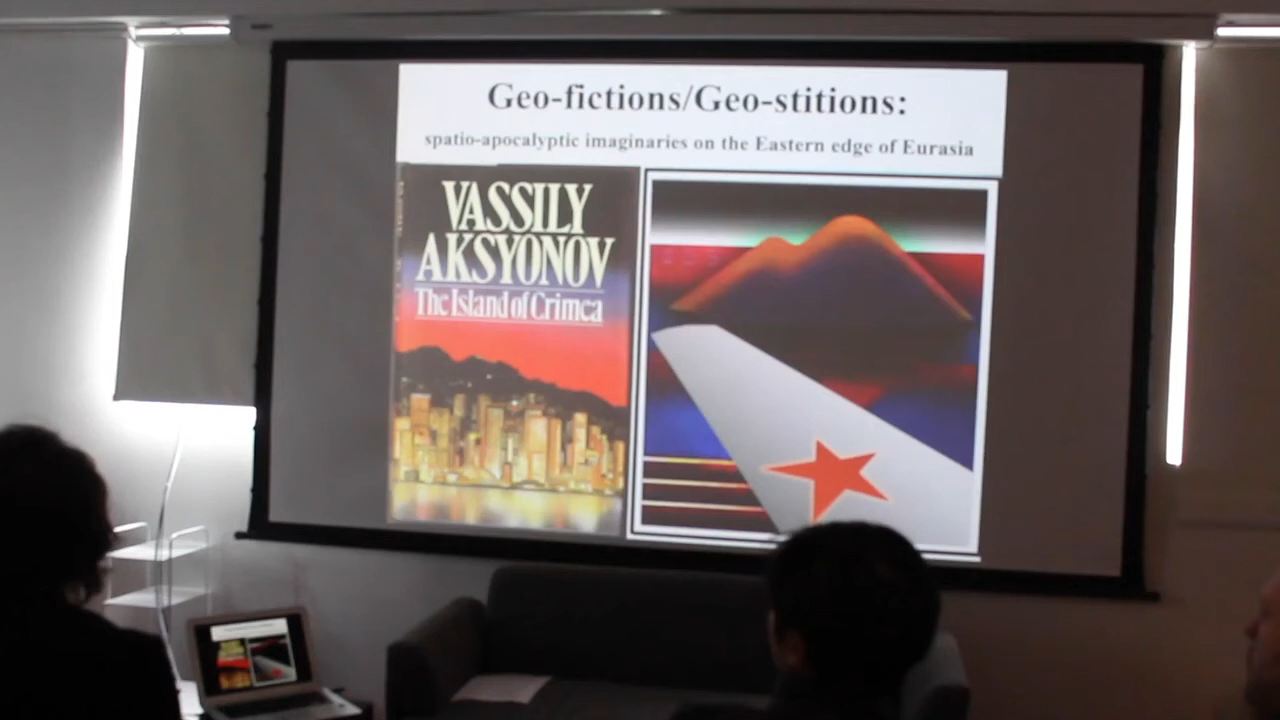 Geo-fictions/Geo-stitions:
spatio-apocalyptic imaginaries on the Eastern edge of Eurasia
VASSILY
AKSYONOV
The Island of Crimea